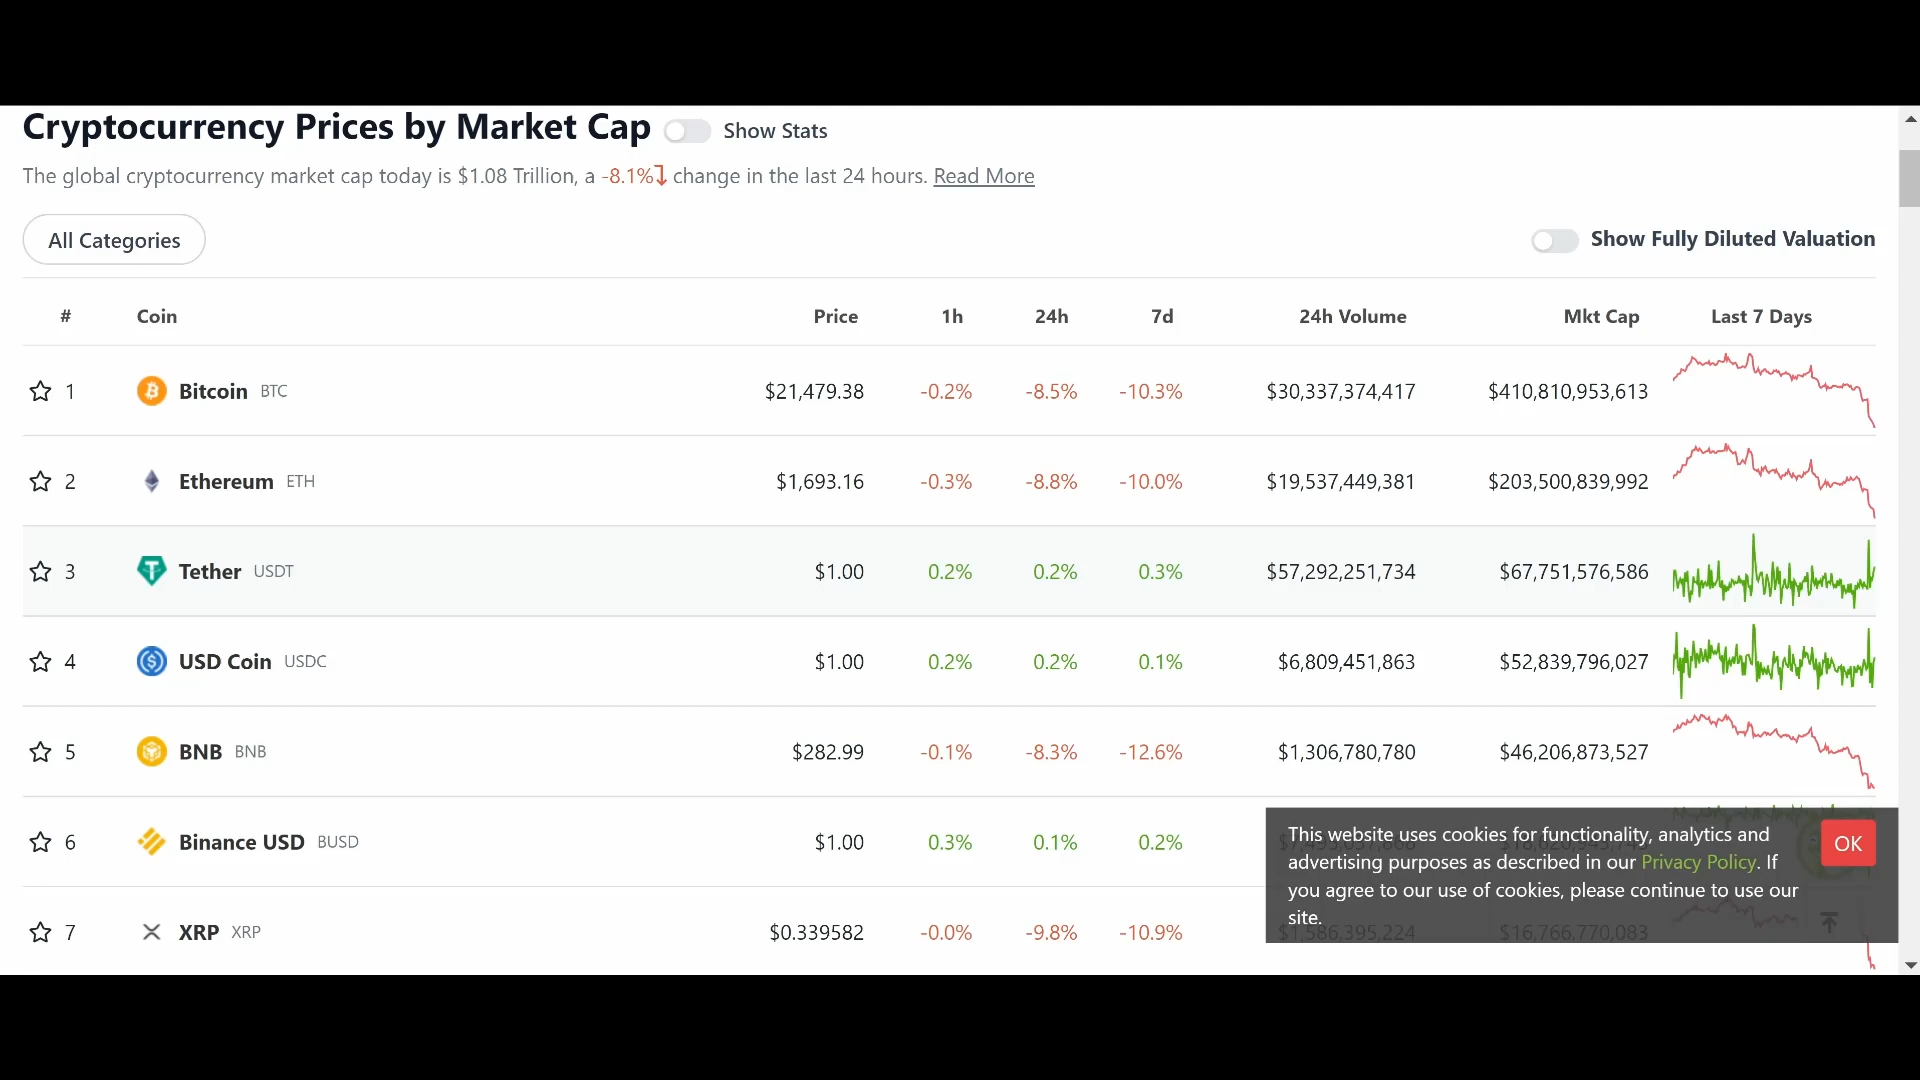 Cryptocurrency Prices by Market Cap Show Stats
The global cryptocurrency market cap today is $1.08 Trillion, a -8.1% change in the last 24 hours. Read More
All Categories Show Fully Diluted Valuation
# Coin Price 1h 24h 7d 24h Volume Mkt Cap Last 7 Days
1 Bitcoin BTC $21,479.38 -0.2% -8.5% -10.3% $30,337,374,417 $410,810,953,613
2 Ethereum ETH $1,693.16 -0.3% -8.8% -10.0% $19,537,449,381 $203,500,839,992
3 Tether USDT $1.00 0.2% 0.2% 0.3% $57,292,251,734 $67,751,576,586
4 USD Coin USDC $1.00 0.2% 0.2% 0.1% $6,809,451,863 $52,839,796,027
5 BNB BNB $282.99 -0.1% -8.3% -12.6% $1,306,780,780 $46,206,873,527
6 Binance USD BUSD $1.00 0.3% 0.1% 0.2%
7 XRP XRP $0.339582 -0.0% -9.8% -10.9% $1,586,395,224 $16,766,770,083
This website uses cookies for functionality, analytics and
advertising purposes as described in our Privacy Policy. If
you agree to our use of cookies, please continue to use our
site.
OK